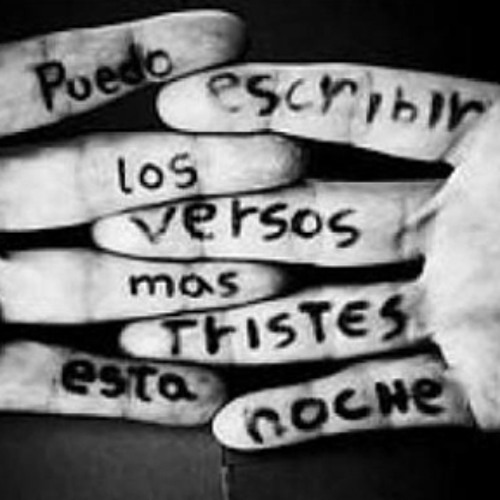 Puedo
escribir
los
versos
mas
TrISTES
esTa
nOCHe